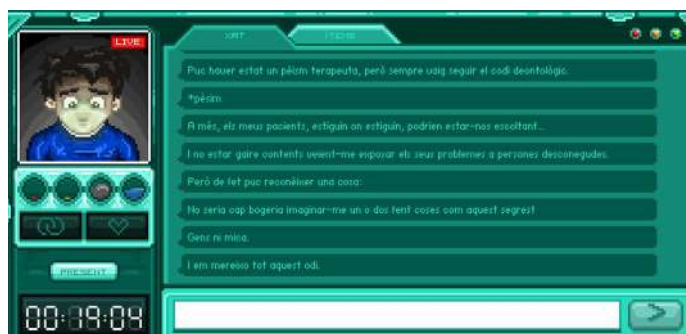 LIVE
XAT
ITEMS
Puc haver estat un pèism terapeuta, però sempre vaig seguir el codi deontològic.
*pèsim
A més, els meus pacients, estiguin on estiguin, podrien estar-nos escoltant...
I no estar gaire contents veient-me exposar els seus problemes a persones desconegudes.
Però de fet puc reconèixer una cosa:
No seria cap bogeria imaginar-me un o dos fent coses com aquest segrest
Gens ni mica.
I em mereixo tot aquest odi.
PRESENT
00:19:04